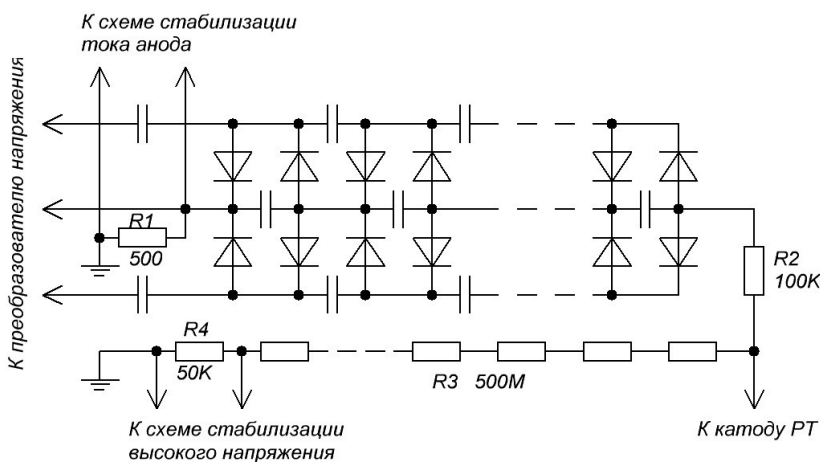 К схеме стабилизации
тока анода
К преобразователю напряжения
R1
500
R2
100K
R4
50K
R3 500M
К схеме стабилизации
высокого напряжения
К катоду РТ